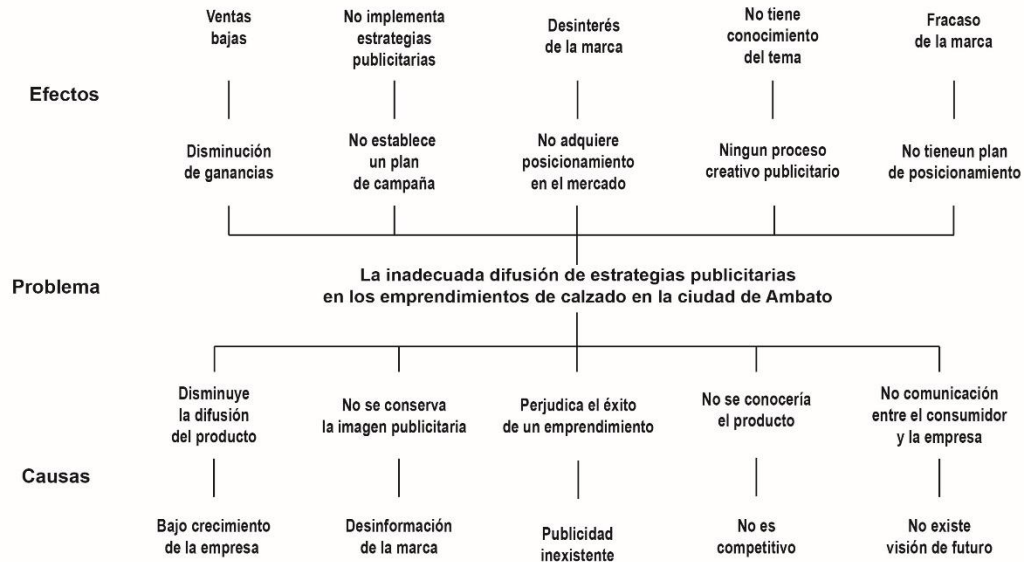 Ventas
bajas
No implementa
estrategias
publicitarias
Desinterés
de la marca
No tiene
conocimiento
del tema
Fracaso
de la marca
Efectos
Disminución
de ganancias
No establece
un plan
de campaña
No adquiere
posicionamiento
en el mercado
Ningun proceso
creativo publicitario
No tieneun plan
de posicionamiento
Problema
La inadecuada difusión de estrategias publicitarias
en los emprendimientos de calzado en la ciudad de Ambato
Disminuye
la difusión
del producto
No se conserva
la imagen publicitaria
Perjudica el éxito
de un emprendimiento
No se conocería
el producto
No comunicación
entre el consumidor
y la empresa
Causas
Bajo crecimiento
de la empresa
Desinformación
de la marca
Publicidad
inexistente
No es
competitivo
No existe
visión de futuro